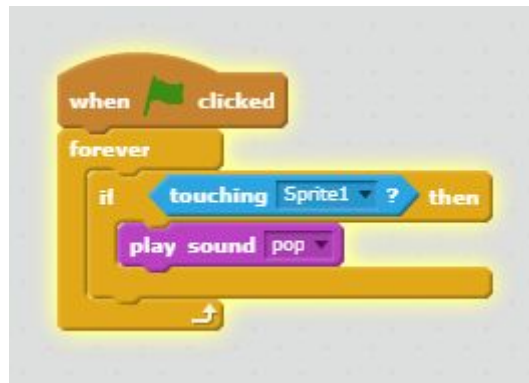 when clicked
forever
if touching Sprite1 ? then
play sound pop